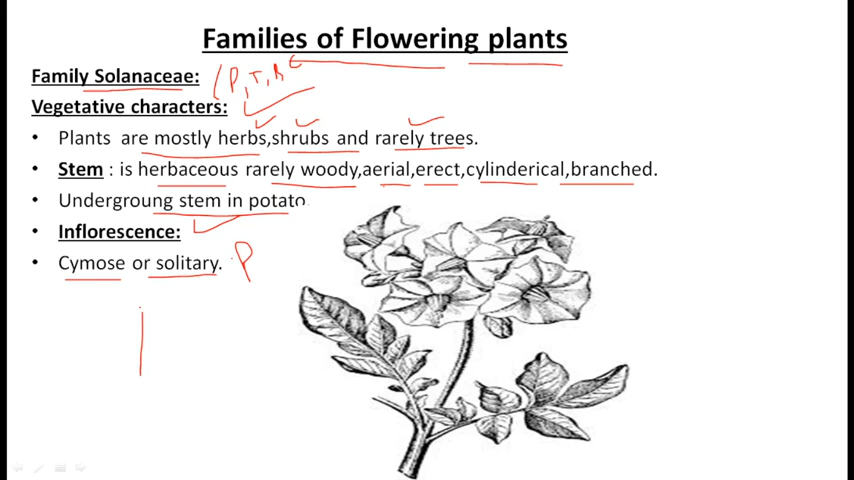 Families of Flowering plants
Family Solanaceae: (P, T, B
Vegetative characters:
• Plants are mostly herbs,shrubs and rarely trees.
• Stem : is herbaceous rarely woody,aerial,erect,cylinderical,branched.
• Undergroung stem in potato
• Inflorescence:
• Cymose or solitary. P